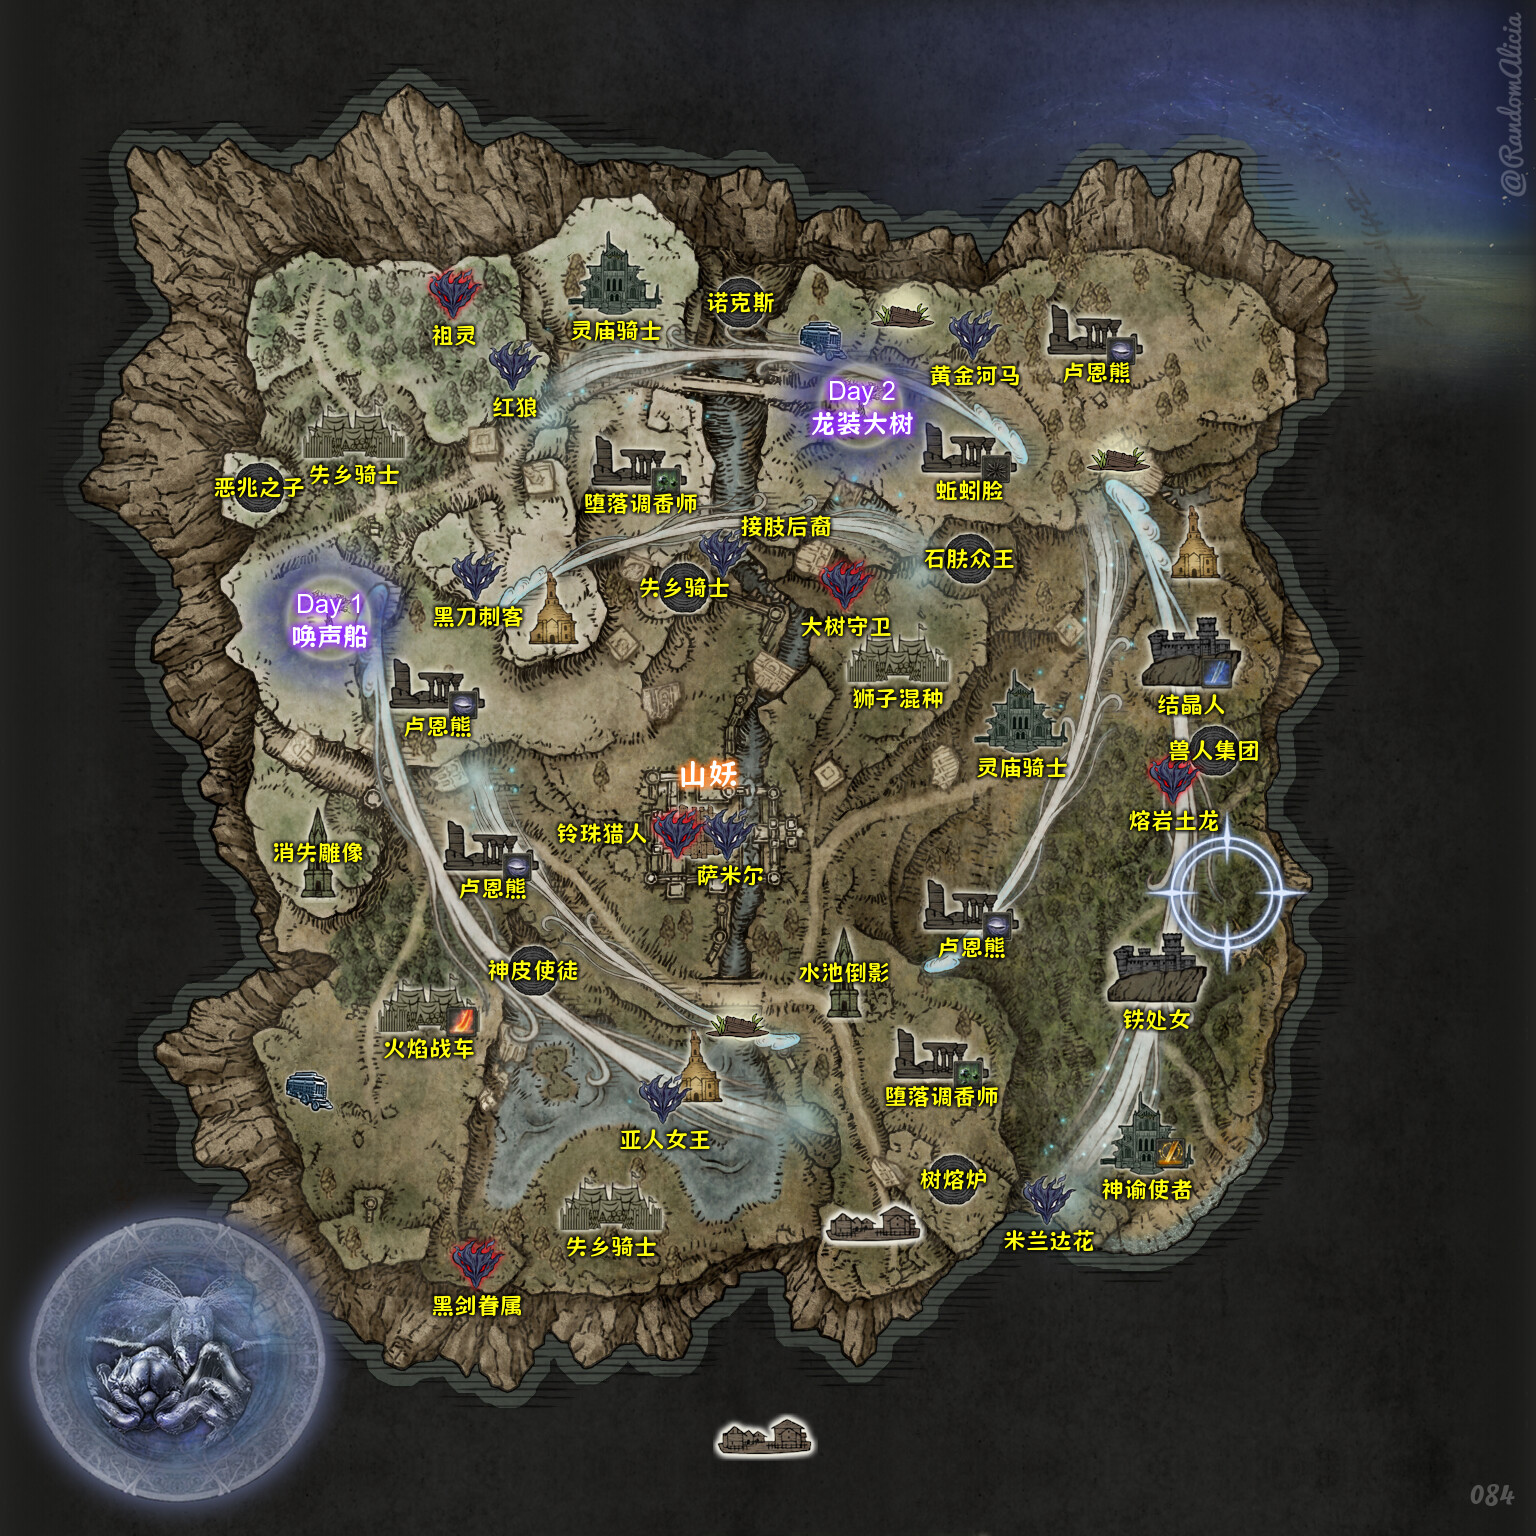 @RandomAlicia
祖灵
灵庙骑士
诺克斯
黄金河马
卢恩熊
红狼
Day 2
龙装大树
失乡骑士
恶兆之子
堕落调香师
蚯蚓脸
接肢后裔
石肤众王
失乡骑士
Day 1
唤声船
黑刀刺客
大树守卫
狮子混种
结晶人
卢恩熊
兽人集团
灵庙骑士
山妖
熔岩土龙
铃珠猎人
萨米尔
消失雕像
卢恩熊
卢恩熊
神皮使徒
水池倒影
铁处女
火焰战车
堕落调香师
亚人女王
树熔炉
神谕使者
米兰达花
失乡骑士
黑剑眷属
084